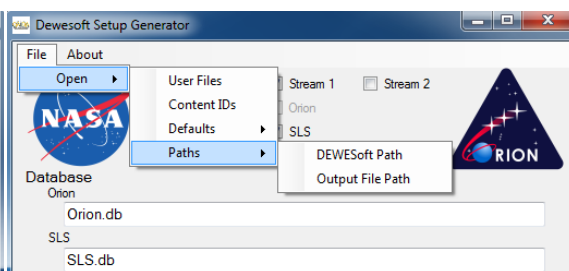 Dewesoft Setup Generator
File About
Open
User Files
Content IDs
Defaults
Paths
DEWESoft Path
Output File Path
Stream 1 Stream 2
Orion
SLS
NASA
ORION
Database
Orion
Orion.db
SLS
SLS.db